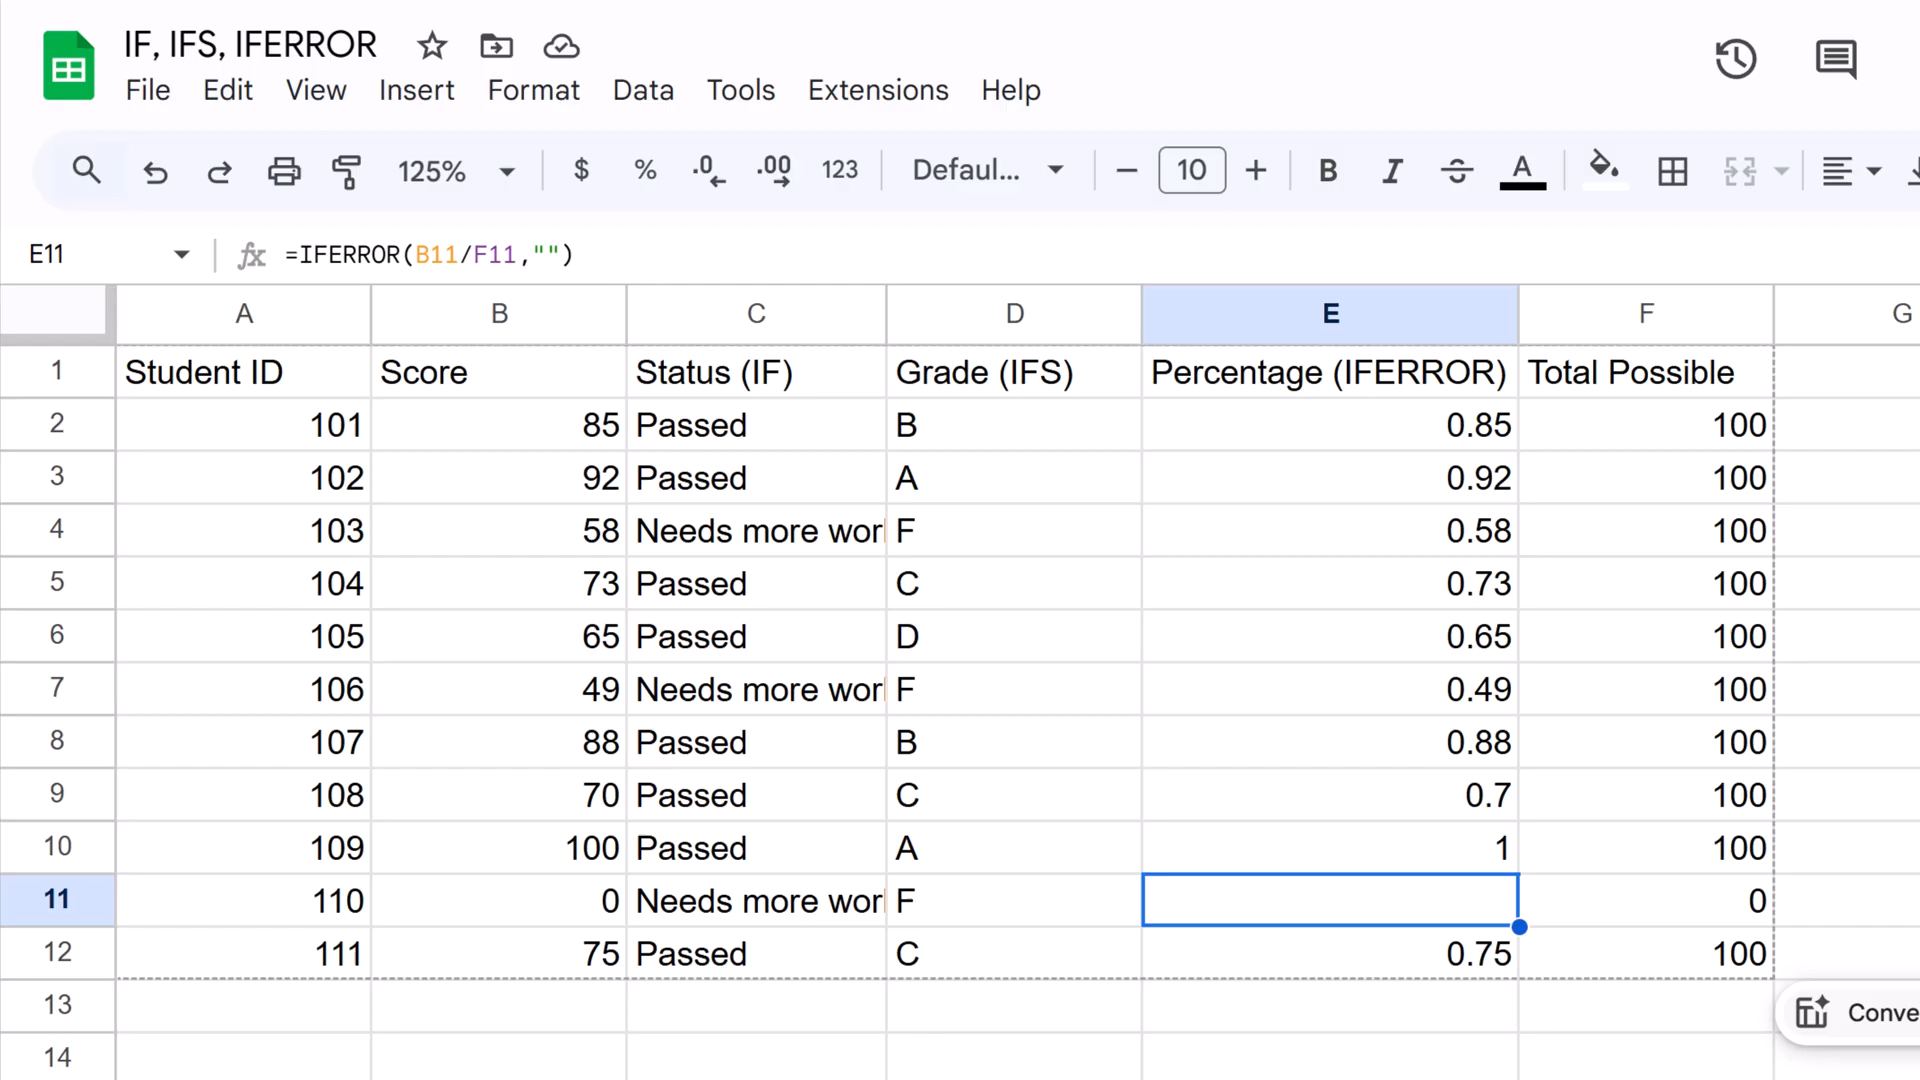 IF, IFS, IFERROR
File Edit View Insert Format Data Tools Extensions Help
125% $ % .0 .00 123 Defaul... − 10 + B I S A
E11 fx =IFERROR(B11/F11,"")
A B C D E F G
1 Student ID Score Status (IF) Grade (IFS) Percentage (IFERROR) Total Possible
2 101 85 Passed B 0.85 100
3 102 92 Passed A 0.92 100
4 103 58 Needs more wor F 0.58 100
5 104 73 Passed C 0.73 100
6 105 65 Passed D 0.65 100
7 106 49 Needs more wor F 0.49 100
8 107 88 Passed B 0.88 100
9 108 70 Passed C 0.7 100
10 109 100 Passed A 1 100
11 110 0 Needs more wor F 0
12 111 75 Passed C 0.75 100
13 Conve
14